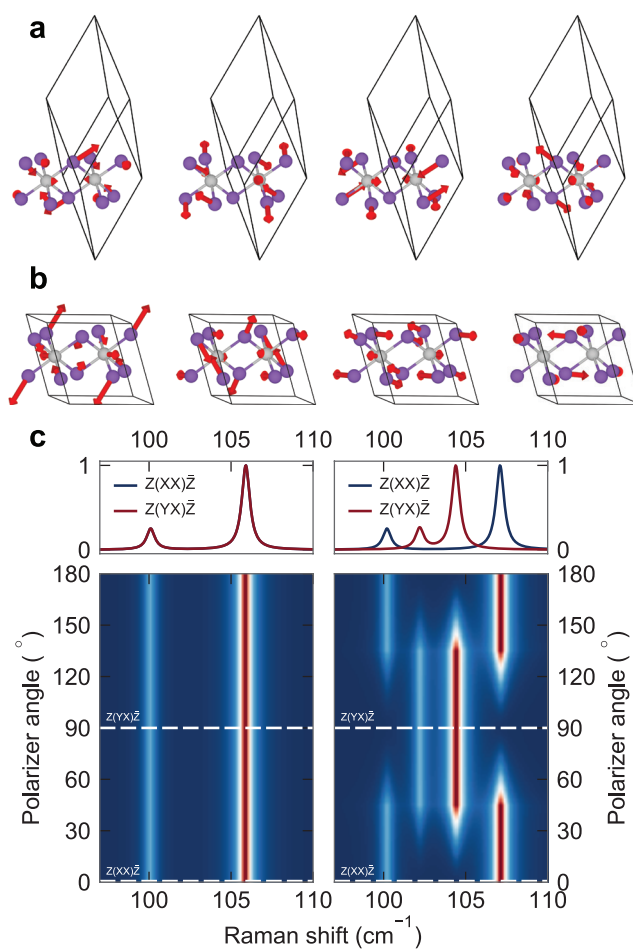 a
b
c
100 105 110
100 105 110
Z(XX)Z̄
Z(YX)Z̄
Z(XX)Z̄
Z(YX)Z̄
1
0
1
0
180
150
120
90
60
30
0
Polarizer angle (°)
Z(YX)Z̄
Z(XX)Z̄
Z(YX)Z̄
Z(XX)Z̄
180
150
120
90
60
30
0
Polarizer angle (°)
100 105 110
100 105 110
Raman shift (cm⁻¹)